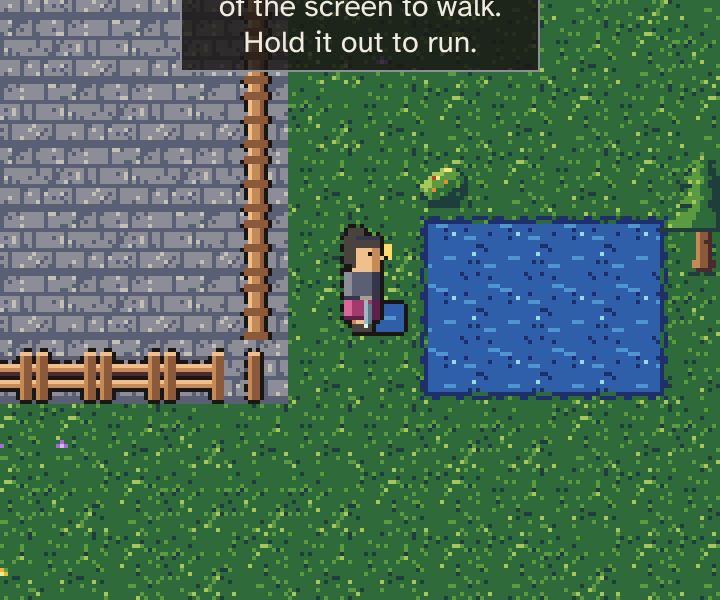 of the screen to walk.
Hold it out to run.